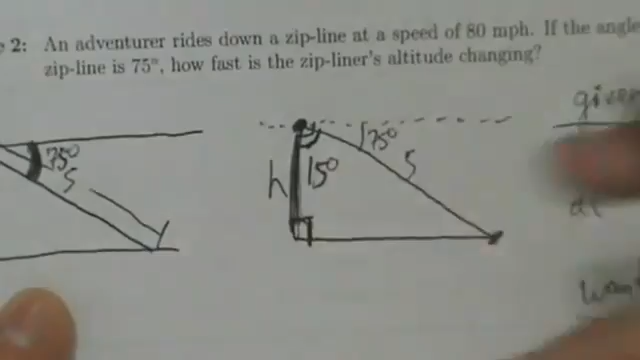 2: An adventurer rides down a zip-line at a speed of 80 mph. If the angle
zip-line is 75°, how fast is the zip-liner's altitude changing?
given
75°
S
75°
h
15°
S